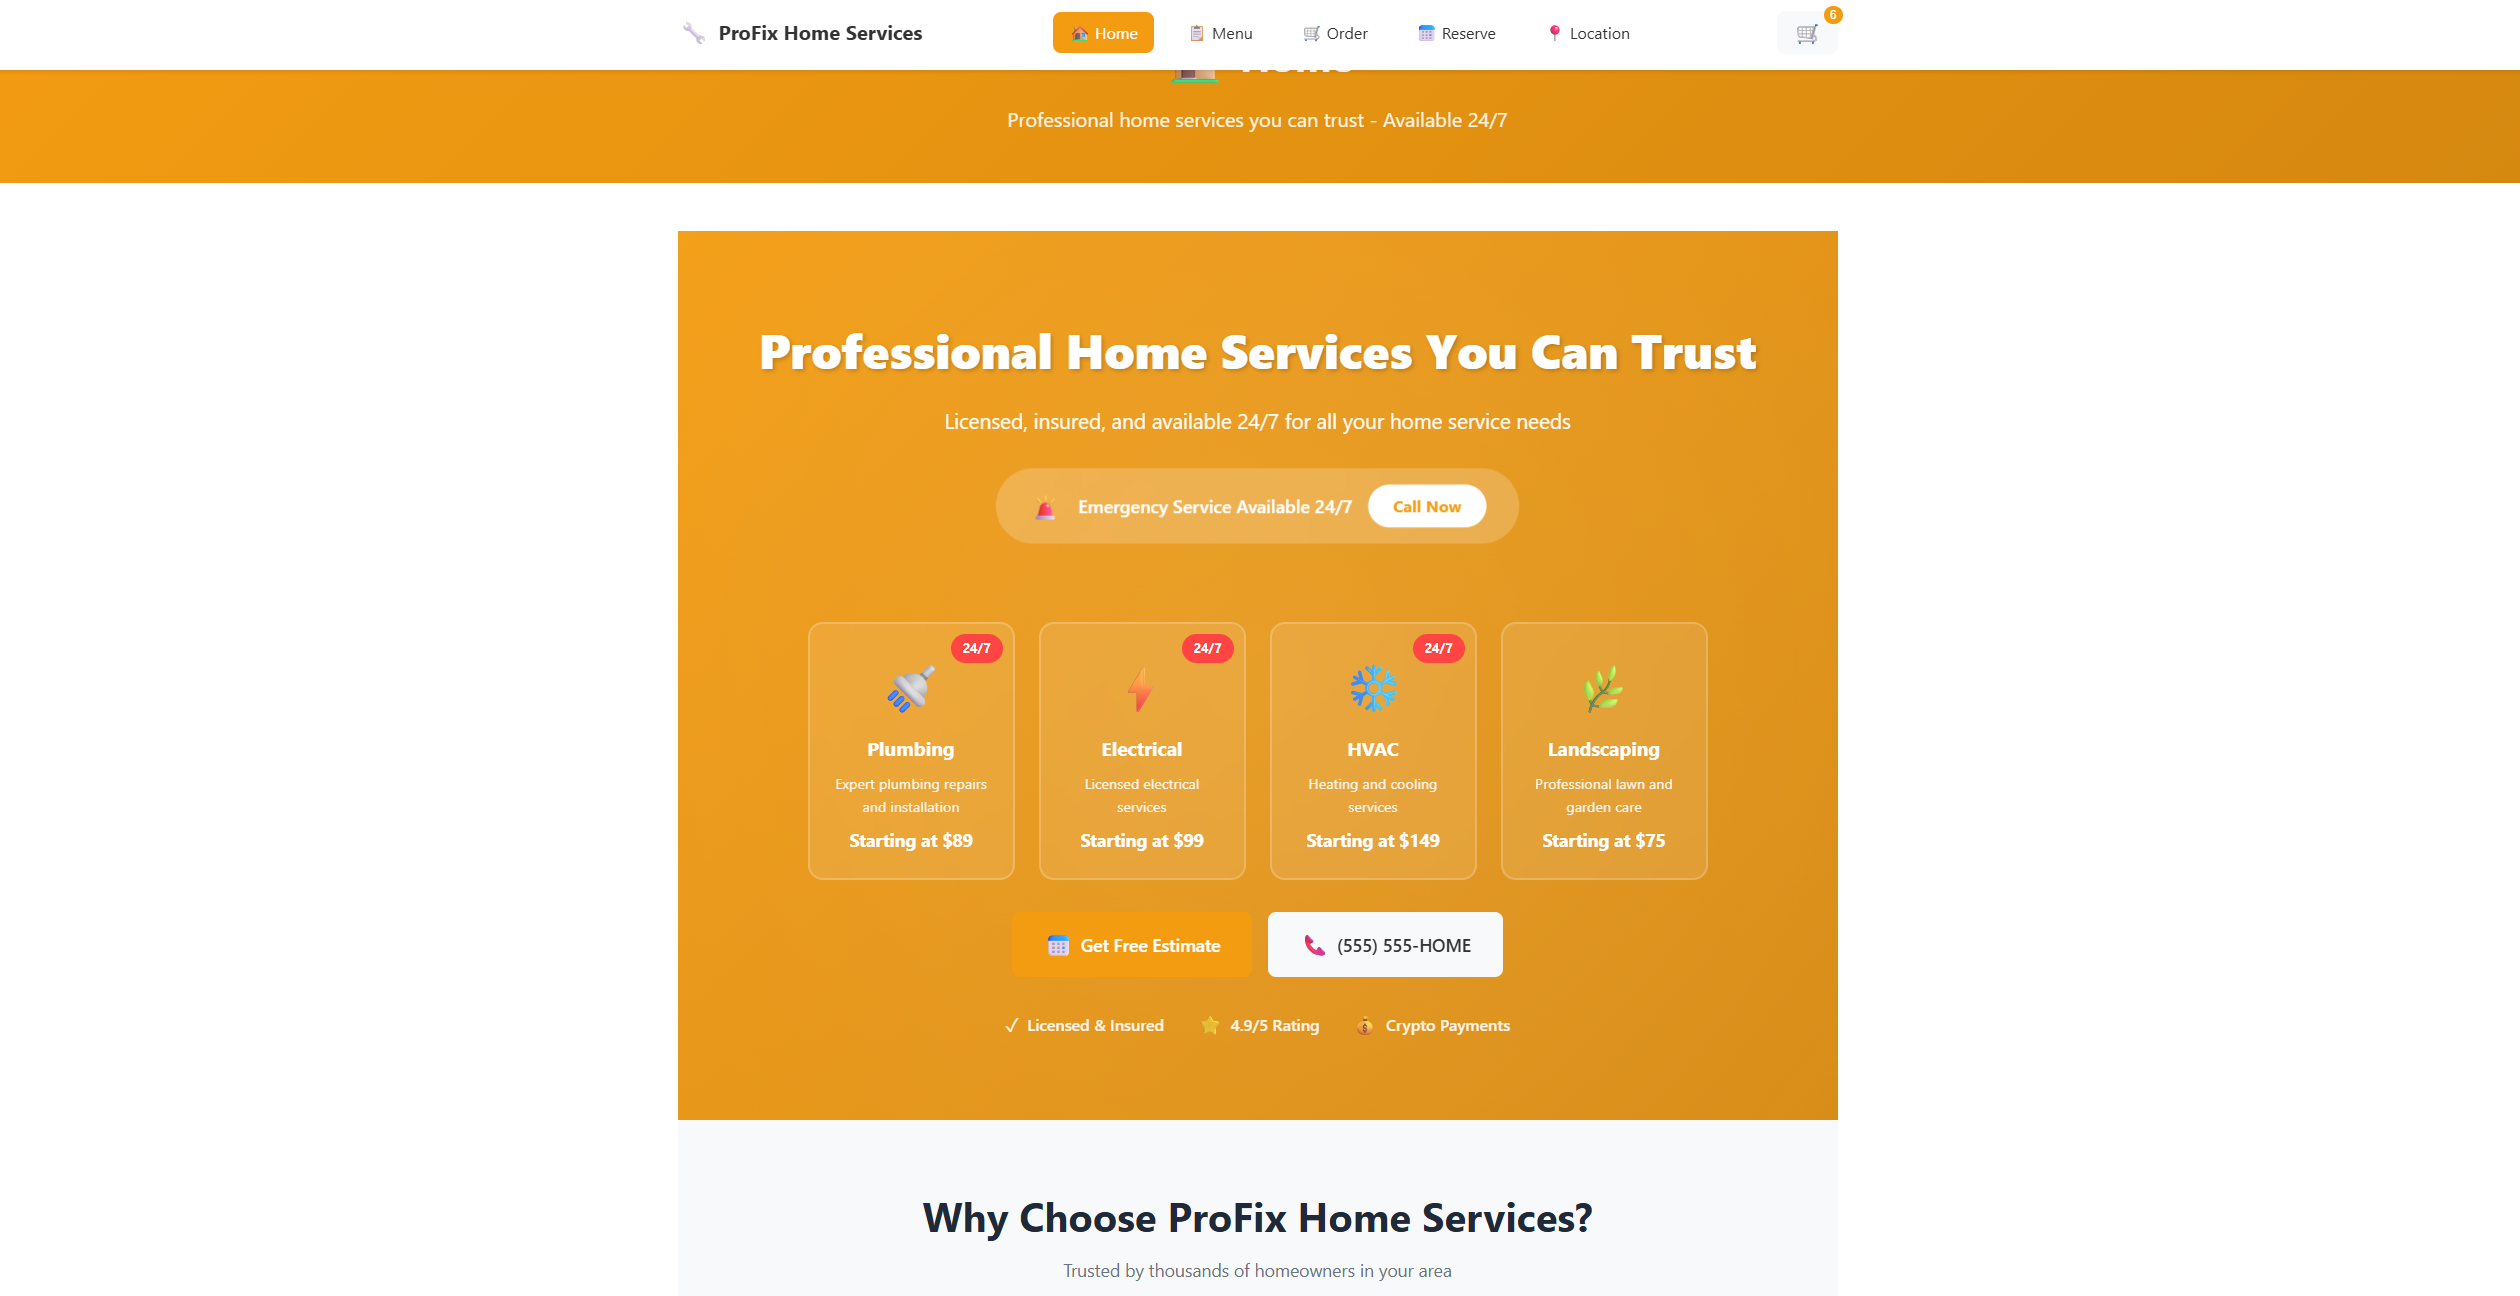 ProFix Home Services
Home
Menu
Order
Reserve
Location
6
Professional home services you can trust - Available 24/7
Professional Home Services You Can Trust
Licensed, insured, and available 24/7 for all your home service needs
Emergency Service Available 24/7
Call Now
24/7
Plumbing
Expert plumbing repairs
and installation
Starting at $89
24/7
Electrical
Licensed electrical
services
Starting at $99
24/7
HVAC
Heating and cooling
services
Starting at $149
Landscaping
Professional lawn and
garden care
Starting at $75
Get Free Estimate
(555) 555-HOME
✓ Licensed & Insured
4.9/5 Rating
Crypto Payments
Why Choose ProFix Home Services?
Trusted by thousands of homeowners in your area